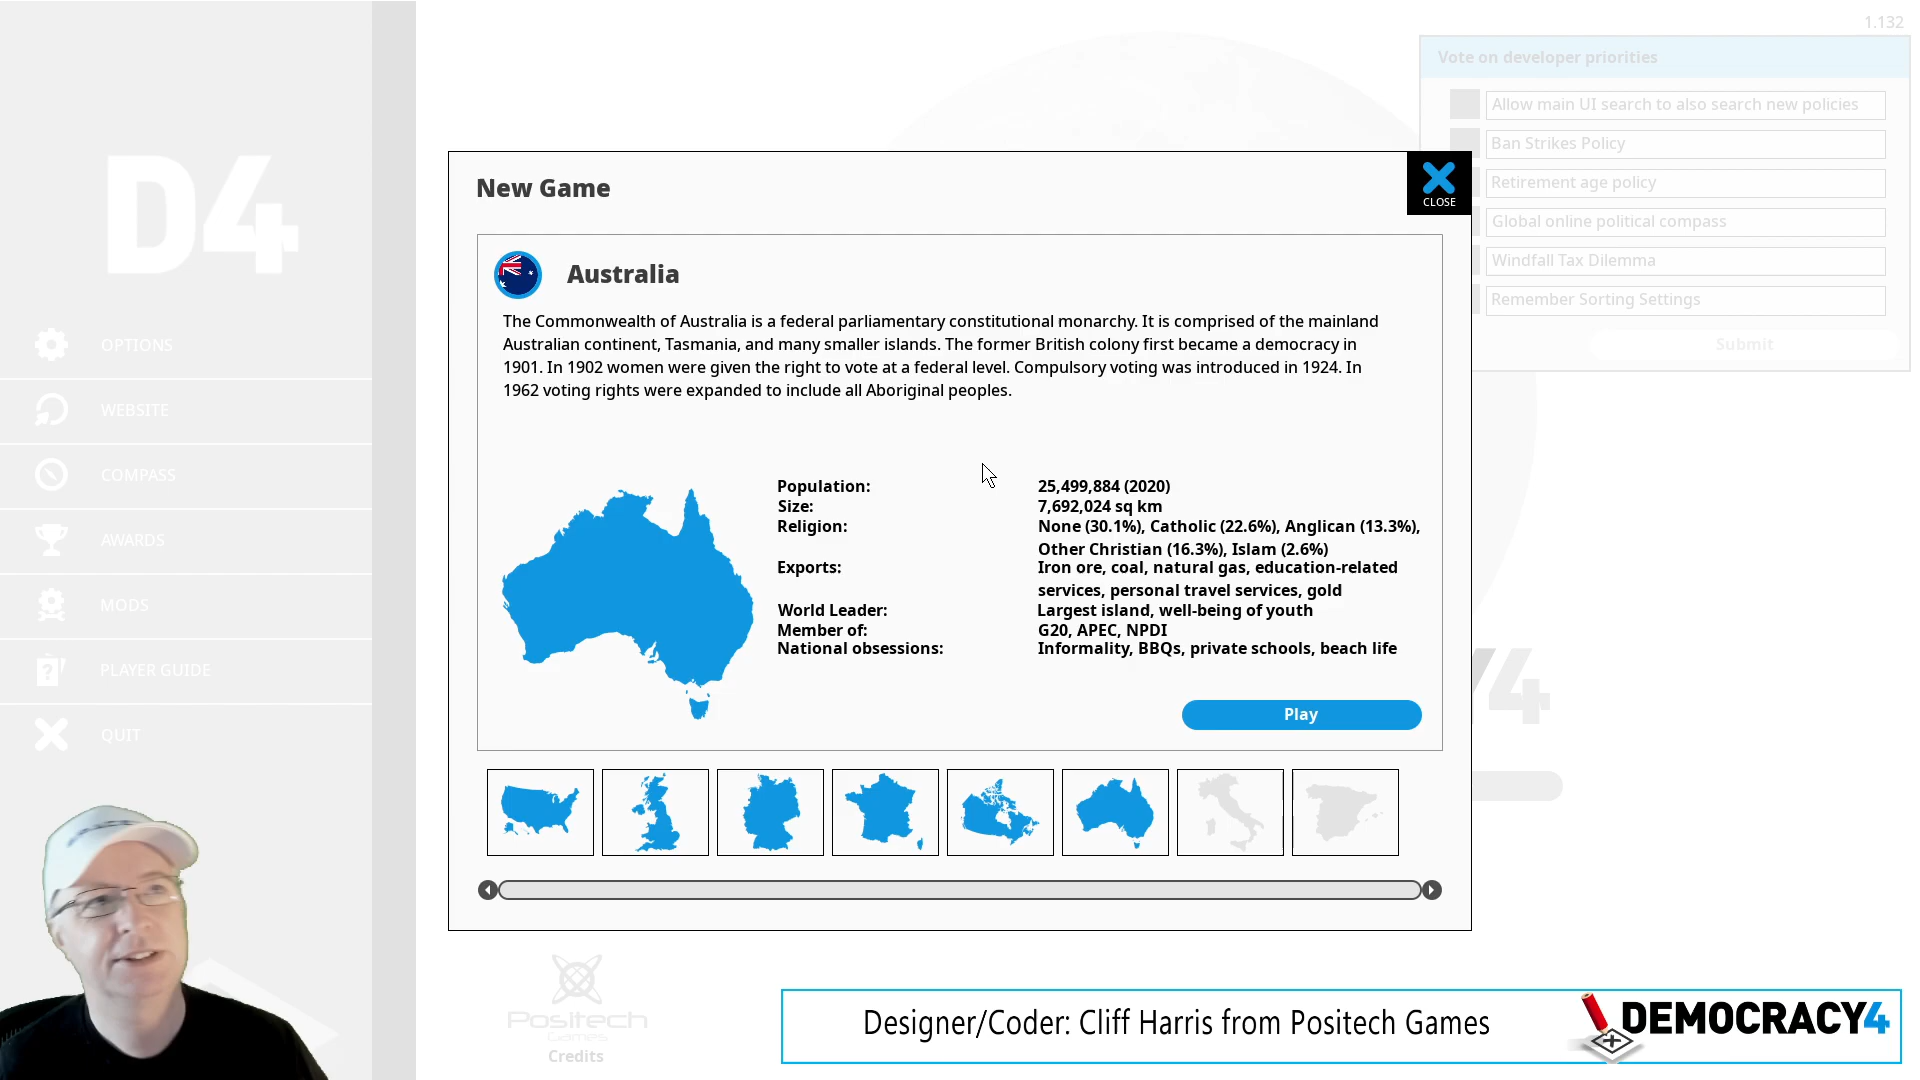 1.132
D4
OPTIONS
WEBSITE
COMPASS
AWARDS
MODS
PLAYER GUIDE
QUIT
Vote on developer priorities
Allow main UI search to also search new policies
Ban Strikes Policy
Retirement age policy
Global online political compass
Windfall Tax Dilemma
Remember Sorting Settings
Submit
New Game
CLOSE
Australia
The Commonwealth of Australia is a federal parliamentary constitutional monarchy. It is comprised of the mainland
Australian continent, Tasmania, and many smaller islands. The former British colony first became a democracy in
1901. In 1902 women were given the right to vote at a federal level. Compulsory voting was introduced in 1924. In
1962 voting rights were expanded to include all Aboriginal peoples.
Population: 25,499,884 (2020)
Size: 7,692,024 sq km
Religion: None (30.1%), Catholic (22.6%), Anglican (13.3%),
Other Christian (16.3%), Islam (2.6%)
Exports: Iron ore, coal, natural gas, education-related
services, personal travel services, gold
World Leader: Largest island, well-being of youth
Member of: G20, APEC, NPDI
National obsessions: Informality, BBQs, private schools, beach life
Play
Y4
Positech
Games
Credits
Designer/Coder: Cliff Harris from Positech Games
DEMOCRACY4